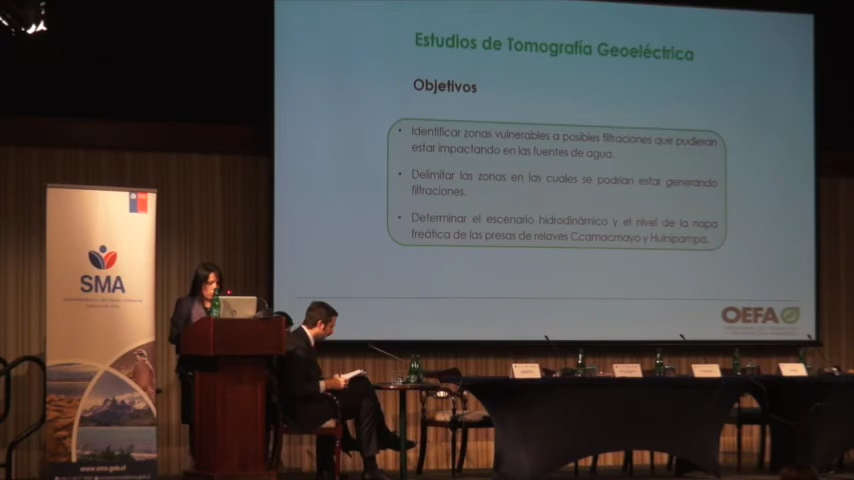 Estudios de Tomografía Geoeléctrica
Objetivos
• Identificar zonas vulnerables a posibles filtraciones que pudieran
estar impactando en las fuentes de agua.
• Delimitar las zonas en las cuales se podrían estar generando
filtraciones.
• Determinar el escenario hidrodinámico y el nivel de la napa
freática de las presas de relaves Ccamacmayo y Huinipampa.
OEFA
SMA
www.sma.gob.cl